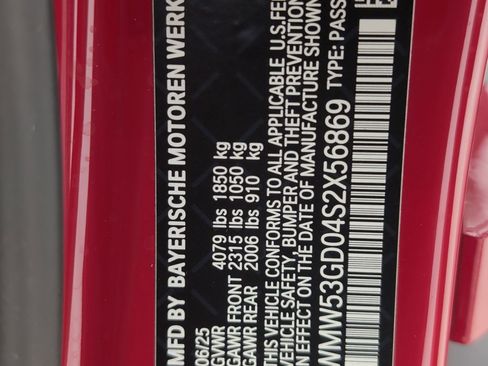 MFD BY BAYERISCHE MOTOREN WERK
06/25
GVWR 4079 lbs 1850 kg
GAWR FRONT 2315 lbs 1050 kg
GAWR REAR 2006 lbs 910 kg
THIS VEHICLE CONFORMS TO ALL APPLICABLE U.S.FE
VEHICLE SAFETY, BUMPER AND THEFT PREVENTION
IN EFFECT ON THE DATE OF MANUFACTURE SHOWN
WMW53GD04S2X56869 TYPE: PASS